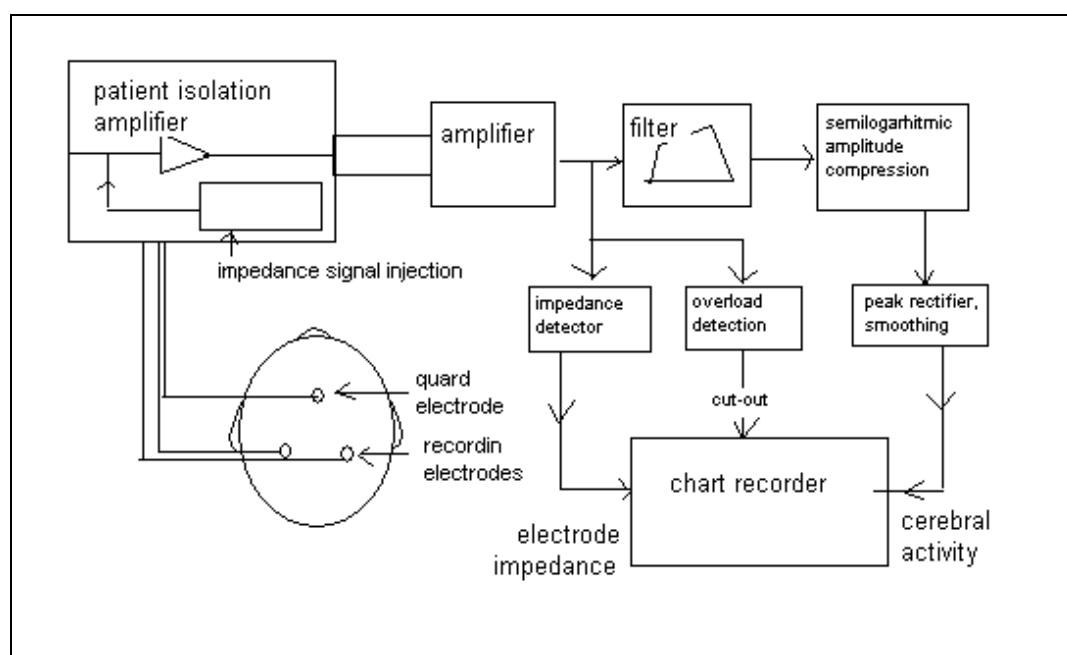 patient isolation
amplifier
amplifier
filter
semilogarhitmic
amplitude
compression
impedance signal injection
impedance
detector
overload
detection
peak rectifier,
smoothing
quard
electrode
cut-out
recordin
electrodes
chart recorder
electrode
impedance
cerebral
activity